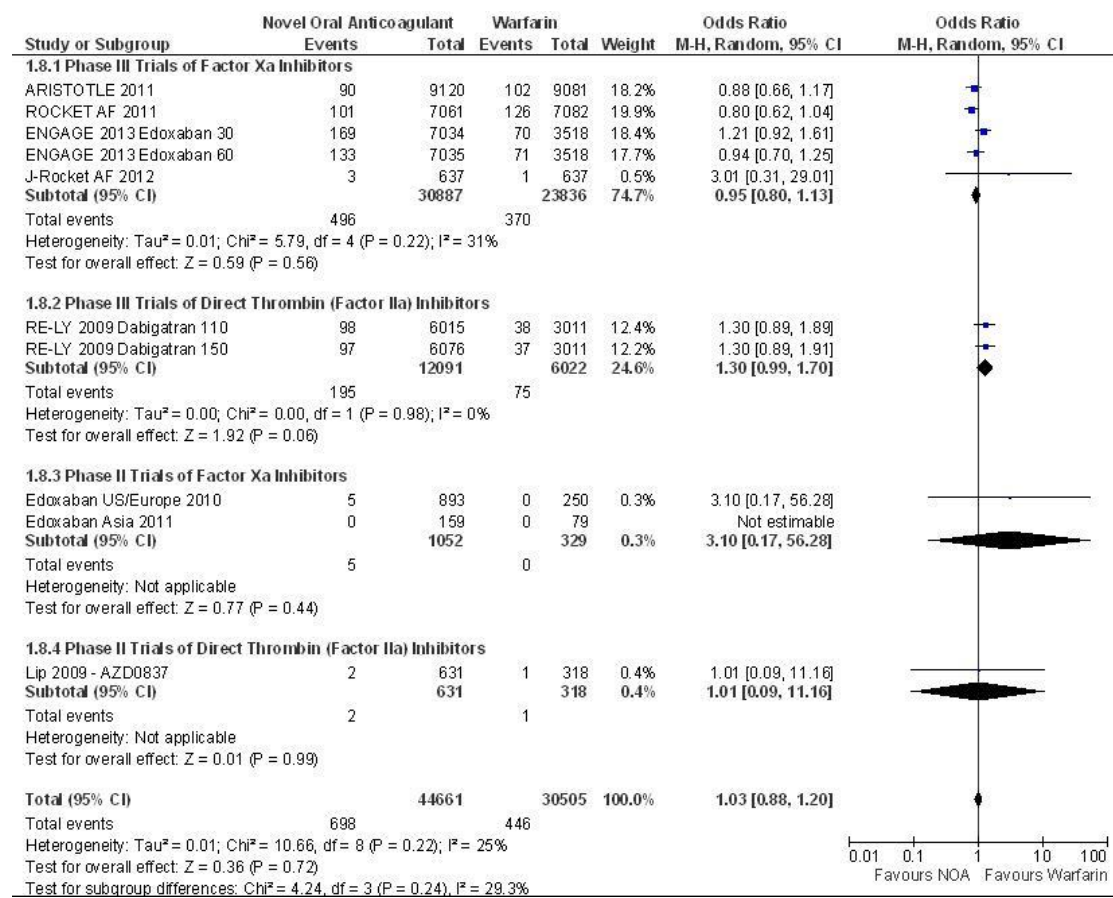 Novel Oral Anticoagulant Warfarin Odds Ratio Odds Ratio
Study or Subgroup Events Total Events Total Weight M-H, Random, 95% CI M-H, Random, 95% CI
1.8.1 Phase III Trials of Factor Xa Inhibitors
ARISTOTLE 2011 90 9120 102 9081 18.2% 0.88 [0.66, 1.17]
ROCKET AF 2011 101 7061 126 7082 19.9% 0.80 [0.62, 1.04]
ENGAGE 2013 Edoxaban 30 169 7034 70 3518 18.4% 1.21 [0.92, 1.61]
ENGAGE 2013 Edoxaban 60 133 7035 71 3518 17.7% 0.94 [0.70, 1.25]
J-Rocket AF 2012 3 637 1 637 0.5% 3.01 [0.31, 29.01]
Subtotal (95% CI) 30887 23836 74.7% 0.95 [0.80, 1.13]
Total events 496 370
Heterogeneity: Tau² = 0.01; Chi² = 5.79, df = 4 (P = 0.22); I² = 31%
Test for overall effect: Z = 0.59 (P = 0.56)
1.8.2 Phase III Trials of Direct Thrombin (Factor IIa) Inhibitors
RE-LY 2009 Dabigatran 110 98 6015 38 3011 12.4% 1.30 [0.89, 1.89]
RE-LY 2009 Dabigatran 150 97 6076 37 3011 12.2% 1.30 [0.89, 1.91]
Subtotal (95% CI) 12091 6022 24.6% 1.30 [0.99, 1.70]
Total events 195 75
Heterogeneity: Tau² = 0.00; Chi² = 0.00, df = 1 (P = 0.98); I² = 0%
Test for overall effect: Z = 1.92 (P = 0.06)
1.8.3 Phase II Trials of Factor Xa Inhibitors
Edoxaban US/Europe 2010 5 893 0 250 0.3% 3.10 [0.17, 56.28]
Edoxaban Asia 2011 0 159 0 79 Not estimable
Subtotal (95% CI) 1052 329 0.3% 3.10 [0.17, 56.28]
Total events 5 0
Heterogeneity: Not applicable
Test for overall effect: Z = 0.77 (P = 0.44)
1.8.4 Phase II Trials of Direct Thrombin (Factor IIa) Inhibitors
Lip 2009 - AZD0837 2 631 1 318 0.4% 1.01 [0.09, 11.16]
Subtotal (95% CI) 631 318 0.4% 1.01 [0.09, 11.16]
Total events 2 1
Heterogeneity: Not applicable
Test for overall effect: Z = 0.01 (P = 0.99)
Total (95% CI) 44661 30505 100.0% 1.03 [0.88, 1.20]
Total events 698 446
Heterogeneity: Tau² = 0.01; Chi² = 10.66, df = 8 (P = 0.22); I² = 25%
Test for overall effect: Z = 0.36 (P = 0.72)
Test for subgroup differences: Chi² = 4.24, df = 3 (P = 0.24), I² = 29.3%
0.01 0.1 1 10 100
Favours NOA Favours Warfarin